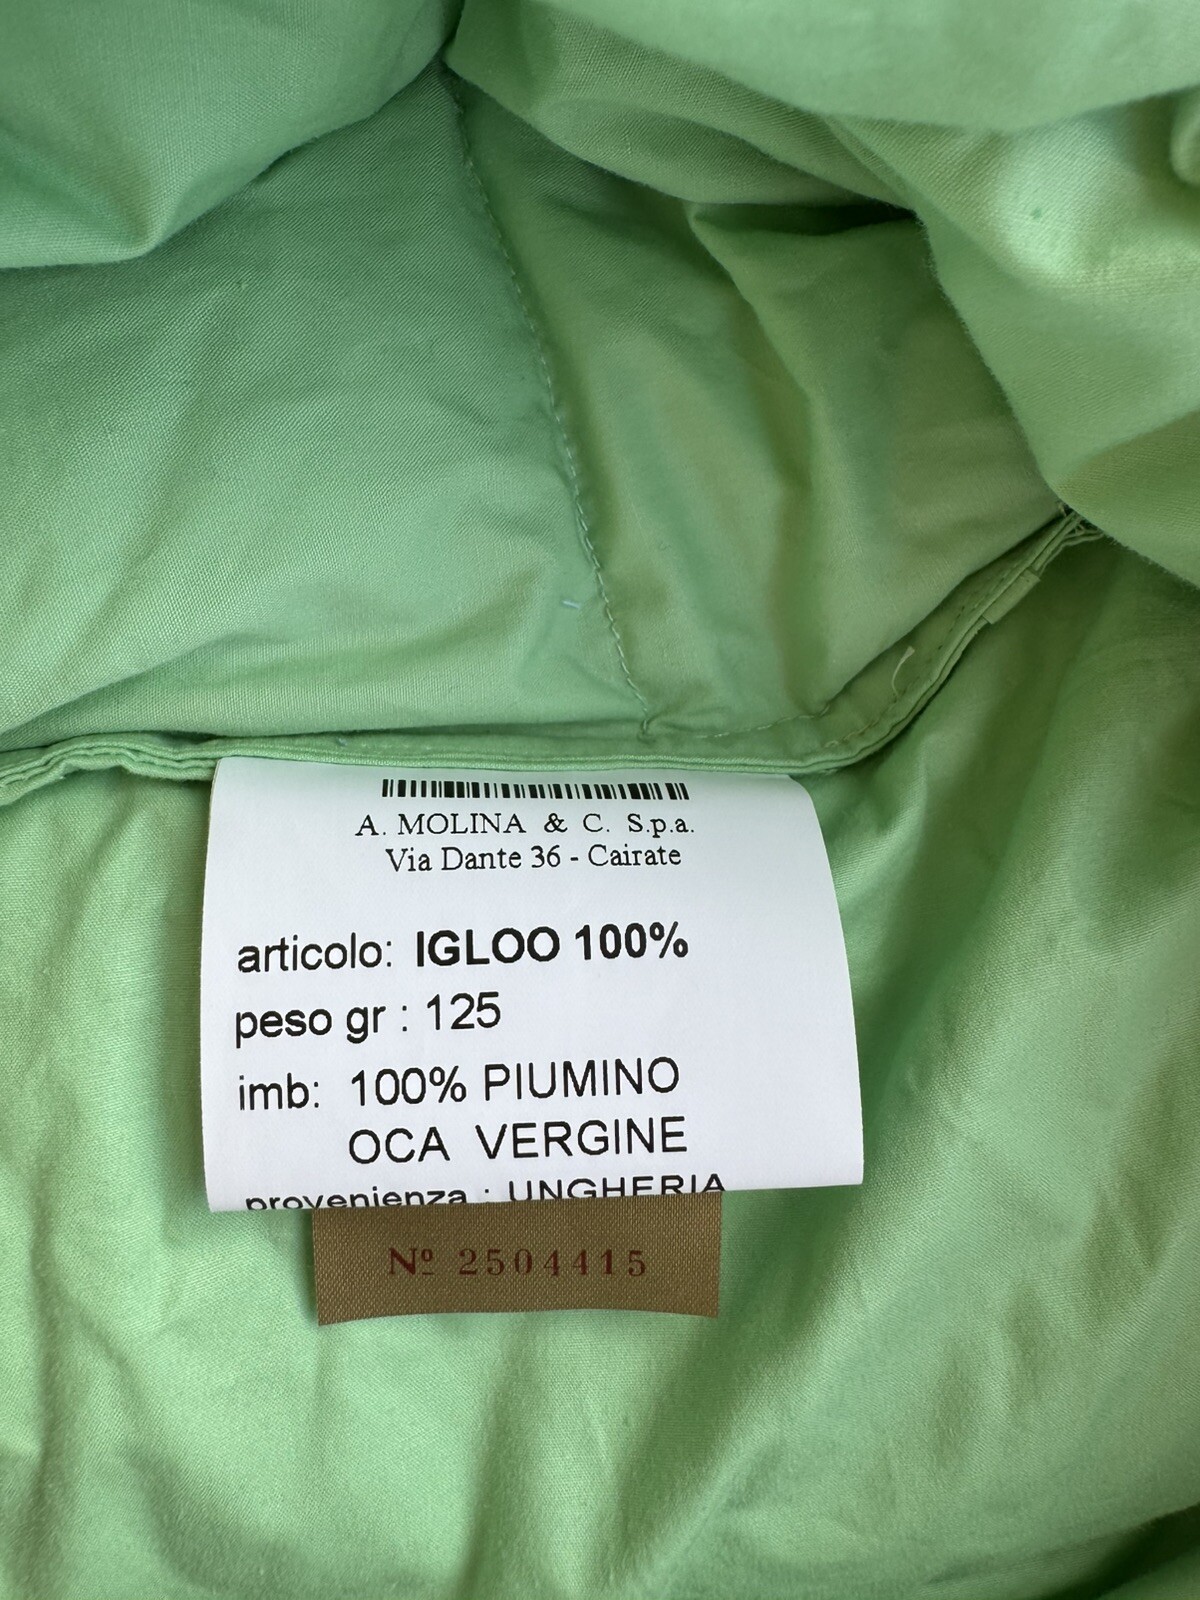 A. MOLINA & C. S.p.a.
Via Dante 36 - Cairate
articolo: IGLOO 100%
peso gr : 125
imb: 100% PIUMINO
OCA VERGINE
provenienza : UNGHERIA
Nº 2504415